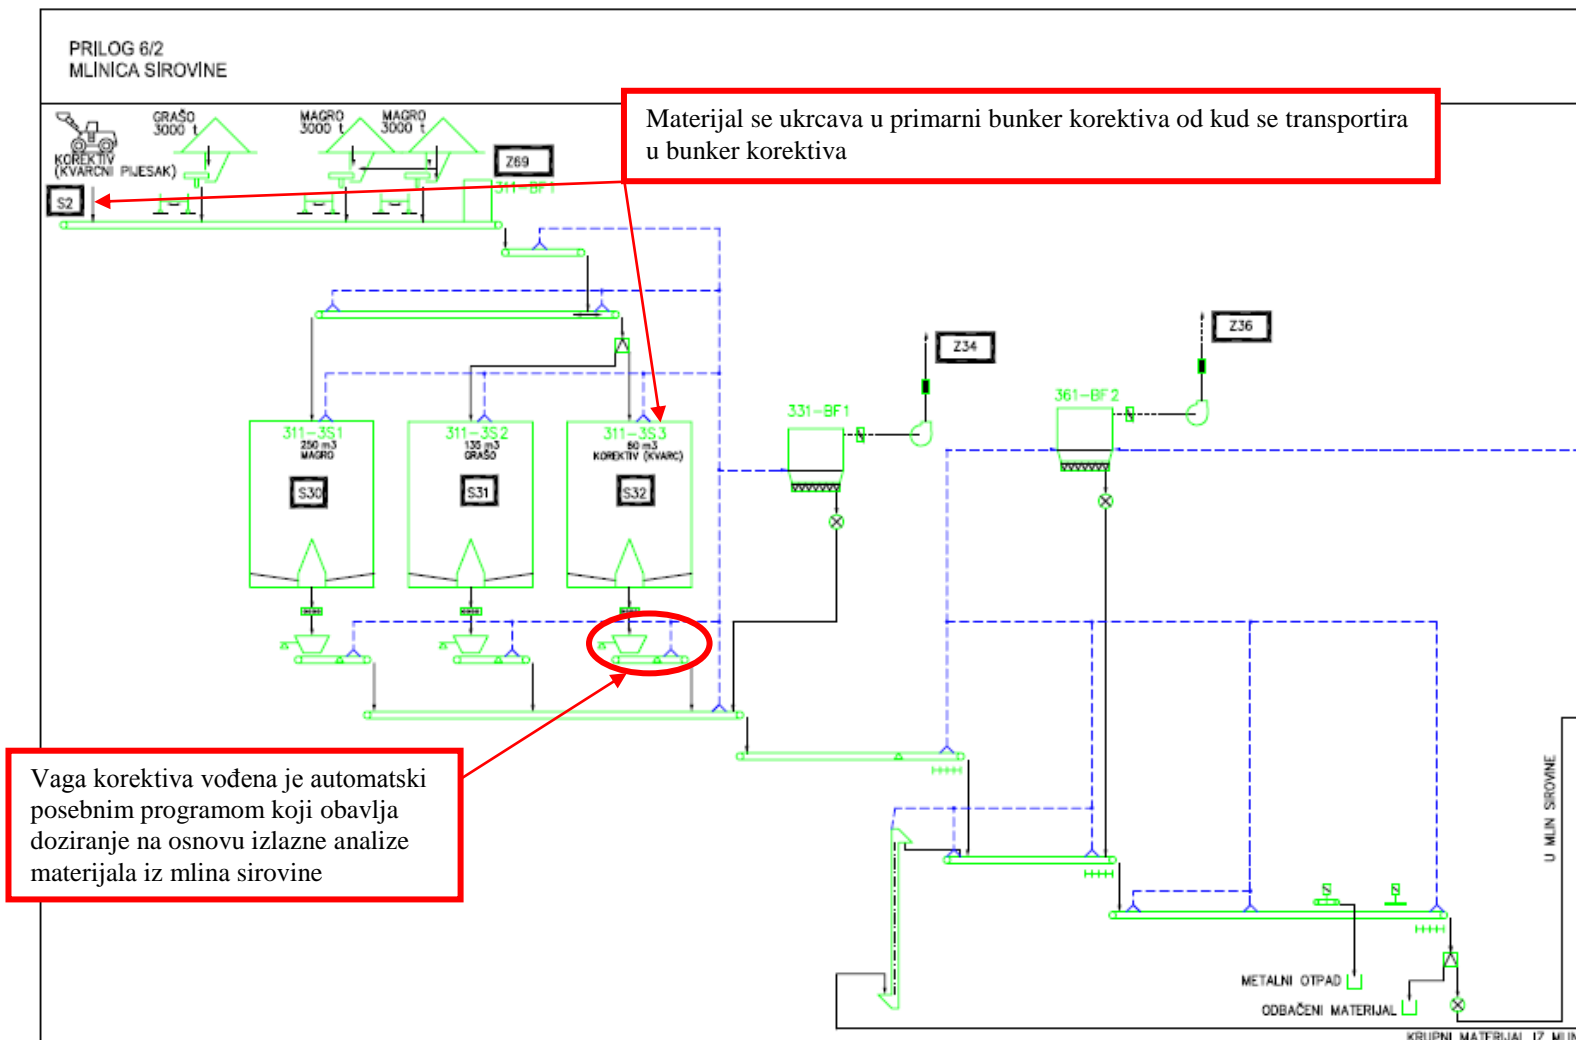 PRILOG 6/2
MLINICA SIROVINE
GRAŠO
3000 t
MAGRO
3000 t
MAGRO
3000 t
KOREKTIV
(KVARCNI PIJESAK)
S2
Z69
311-BF1
Materijal se ukrcava u primarni bunker korektiva od kud se transportira
u bunker korektiva
Z34
Z36
331-BF1
361-BF2
311-3S1
250 m3
MAGRO
S30
311-3S2
135 m3
GRAŠO
S31
311-3S3
60 m3
KOREKTIV (KVARC)
S32
Vaga korektiva vođena je automatski
posebnim programom koji obavlja
doziranje na osnovu izlazne analize
materijala iz mlina sirovine
U MLIN SIROVINE
METALNI OTPAD
ODBAČENI MATERIJAL
KRUPNI MATERIJAL IZ MLIN